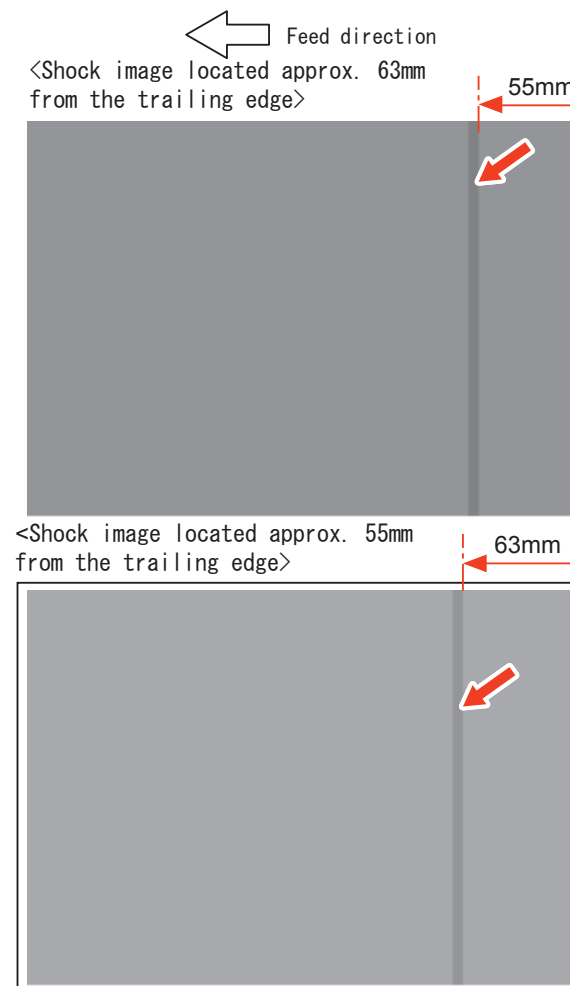 Feed direction
<Shock image located approx. 63mm
from the trailing edge>
55mm
<Shock image located approx. 55mm
from the trailing edge>
63mm